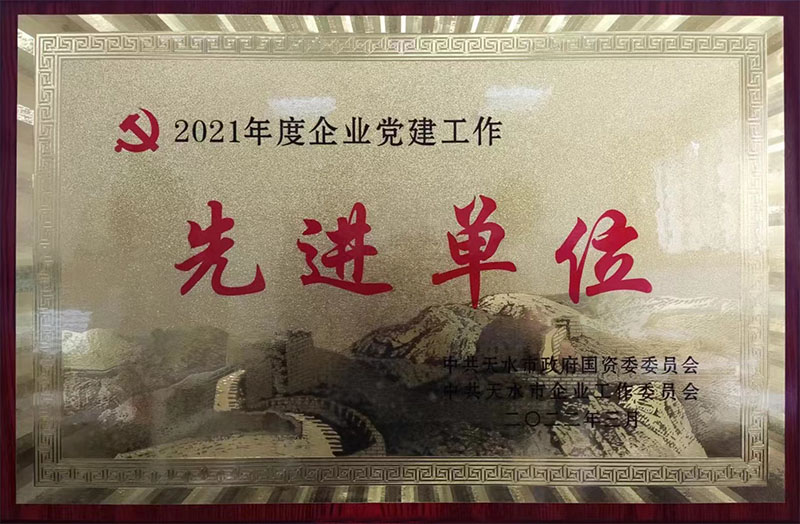 2021年度企业党建工作
先进单位
中共天水市政府国资委委员会
中共天水市企业工作委员会
二〇二二年二月